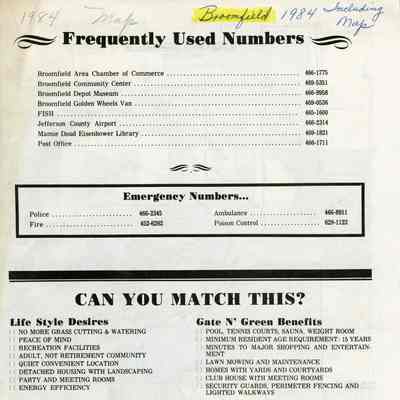 1984 Map Broomfield 1984 Including Map
Frequently Used Numbers
Broomfield Area Chamber of Commerce 466-1775
Broomfield Community Center 469-5351
Broomfield Depot Museum 466-8958
Broomfield Golden Wheels Van 469-0536
FISH 465-1600
Jefferson County Airport 466-2314
Mamie Doud Eisenhower Library 469-1821
Post Office 466-1711
Emergency Numbers...
Police 466-2345 Ambulance 466-8911
Fire 452-6262 Poison Control 629-1123
CAN YOU MATCH THIS?
Life Style Desires
NO MORE GRASS CUTTING & WATERING
PEACE OF MIND
RECREATION FACILITIES
ADULT, NOT RETIREMENT COMMUNITY
QUIET CONVENIENT LOCATION
DETACHED HOUSING WITH LANDSCAPING
PARTY AND MEETING ROOMS
ENERGY EFFICIENCY
Gate N' Green Benefits
POOL, TENNIS COURTS, SAUNA, WEIGHT ROOM
MINIMUM RESIDENT AGE REQUIREMENT: 15 YEARS
MINUTES TO MAJOR SHOPPING AND ENTERTAIN-
MENT
LAWN MOWING AND MAINTENANCE
HOMES WITH YARDS AND COURTYARDS
CLUB HOUSE WITH MEETING ROOMS
SECURITY GUARDS, PERIMETER FENCING AND
LIGHTED WALKWAYS